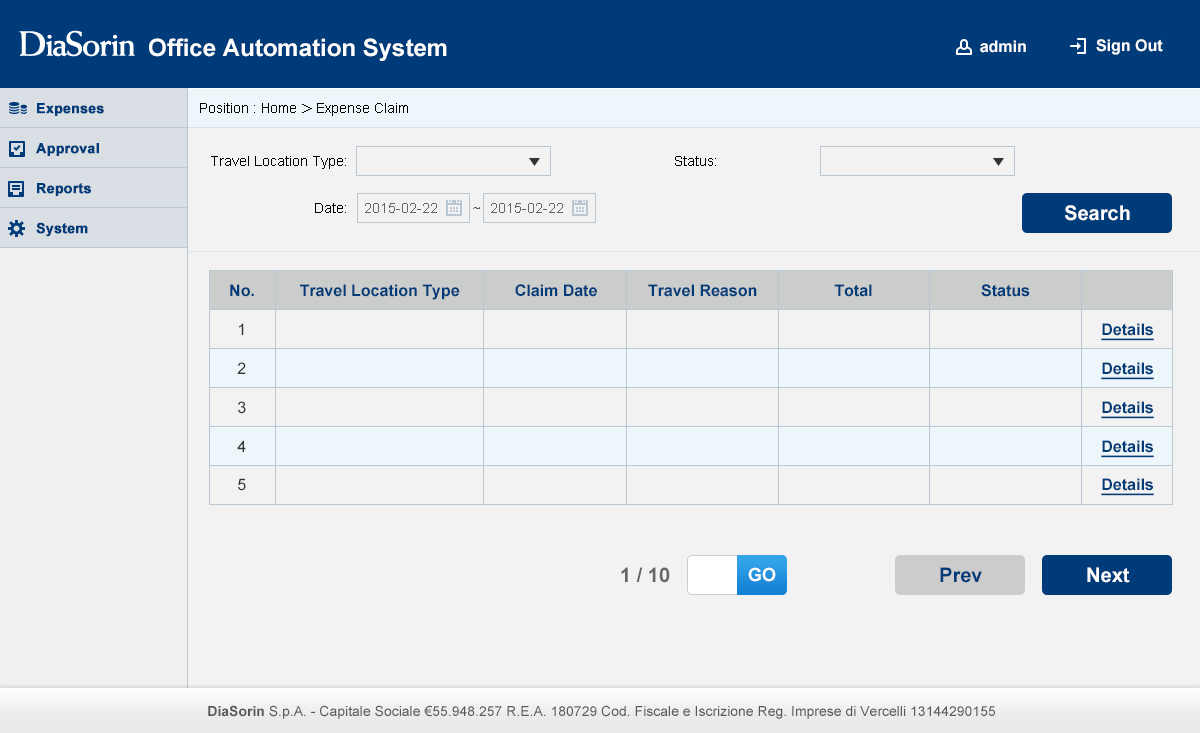 DiaSorin Office Automation System
admin
Sign Out
Expenses
Approval
Reports
System
Position : Home > Expense Claim
Travel Location Type:
Status:
Date: 2015-02-22 ~ 2015-02-22
Search
No. Travel Location Type Claim Date Travel Reason Total Status
1 Details
2 Details
3 Details
4 Details
5 Details
1 / 10 GO Prev Next
DiaSorin S.p.A. - Capitale Sociale €55.948.257 R.E.A. 180729 Cod. Fiscale e Iscrizione Reg. Imprese di Vercelli 13144290155